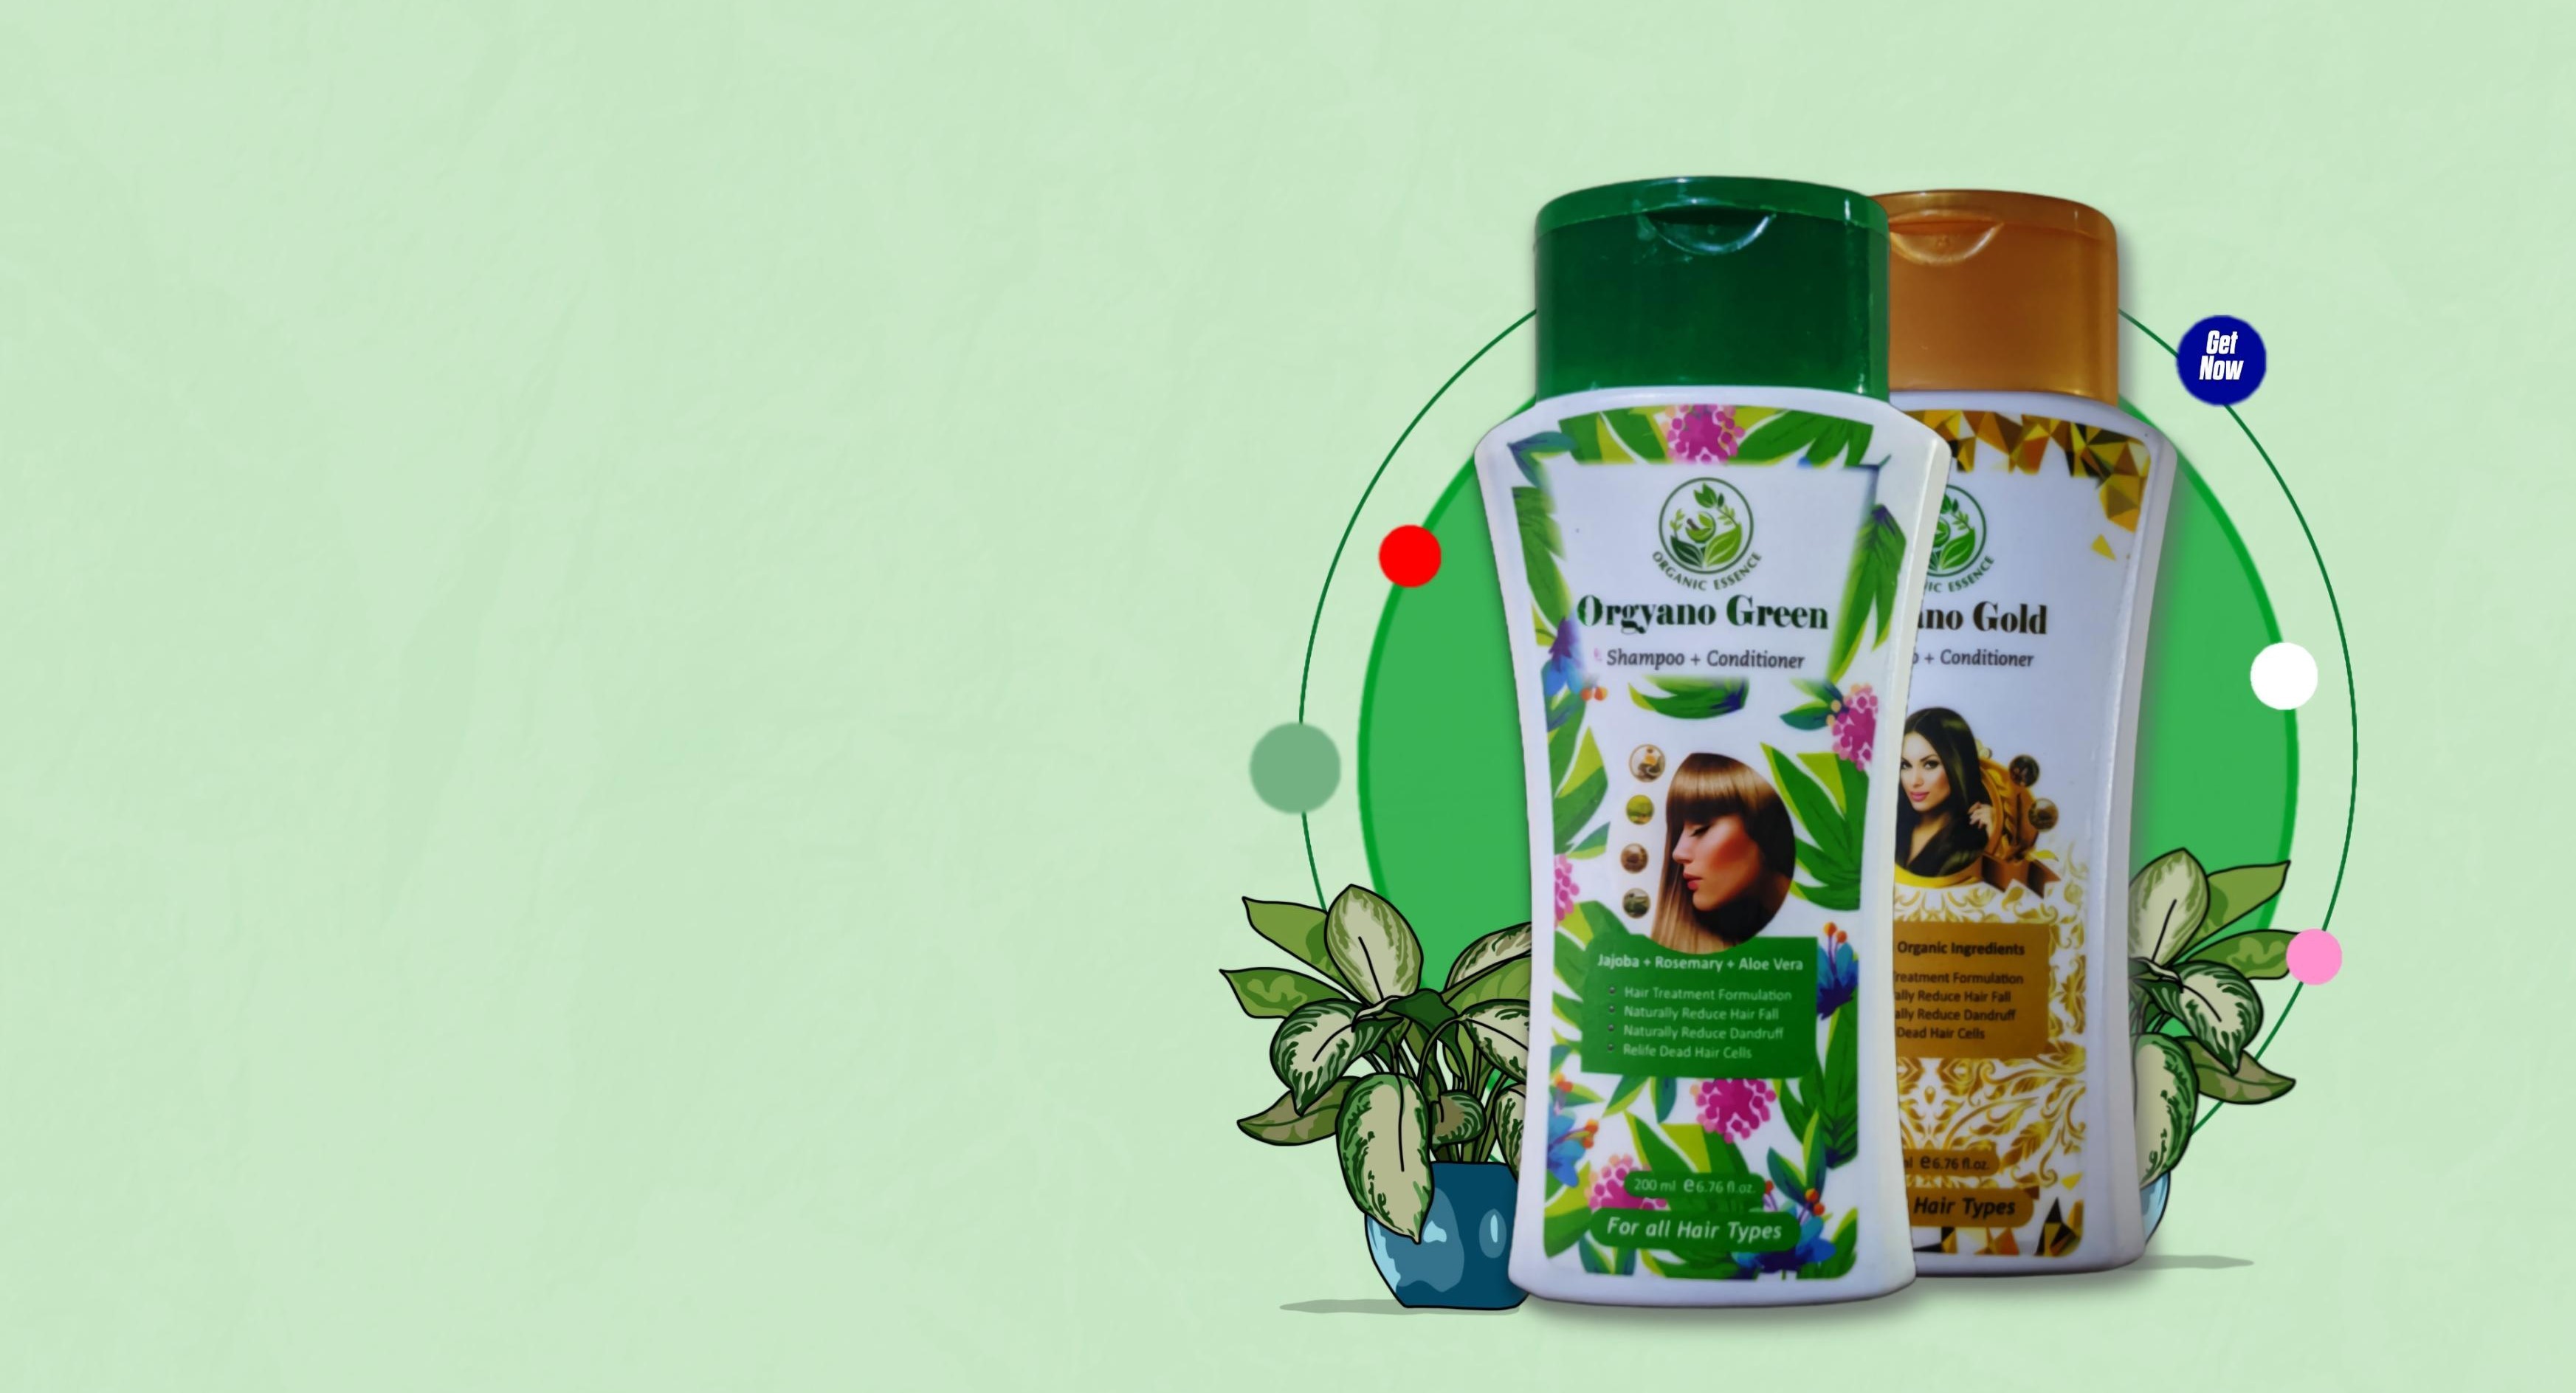 Get
Now
ORGANIC ESSENCE
Orgyano Green
Shampoo + Conditioner
Jajoba + Rosemary + Aloe Vera
Hair Treatment Formulation
Naturally Reduce Hair Fall
Naturally Reduce Dandruff
Relife Dead Hair Cells
200 ml ℮ 6.76 fl.oz.
For all Hair Types
ESSENCE
Gold
+ Conditioner
Organic Ingredients
Formulation
Reduce Hair Fall
Reduce Dandruff
Dead Hair Cells
℮ 6.76 fl.oz.
Hair Types